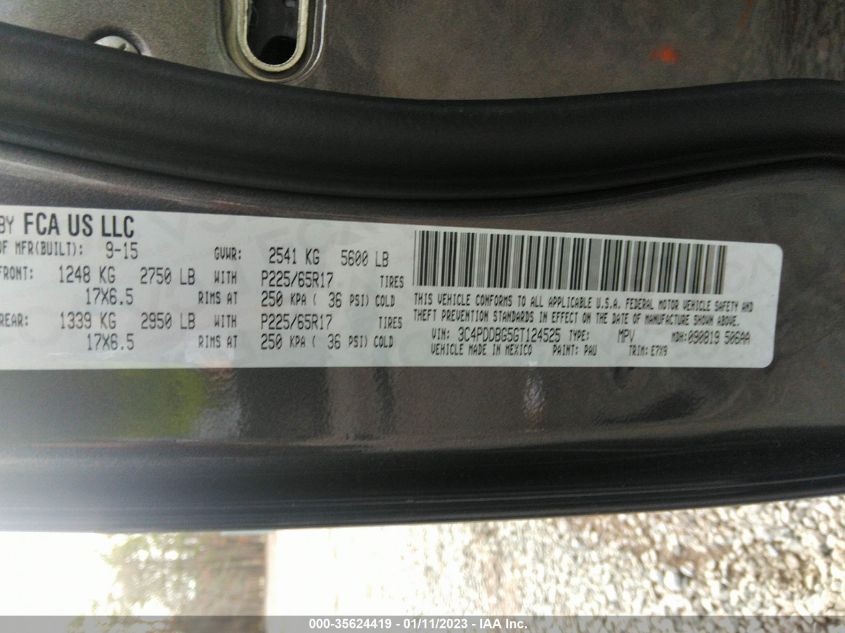 BY FCA US LLC
OF MFR(BUILT): 9-15 GVWR: 2541 KG 5600 LB
FRONT: 1248 KG 2750 LB WITH P225/65R17 TIRES
17X6.5 RIMS AT 250 KPA ( 36 PSI) COLD
REAR: 1339 KG 2950 LB WITH P225/65R17 TIRES
17X6.5 RIMS AT 250 KPA ( 36 PSI) COLD
THIS VEHICLE CONFORMS TO ALL APPLICABLE U.S.A. FEDERAL MOTOR VEHICLE SAFETY AND
THEFT PREVENTION STANDARDS IN EFFECT ON THE DATE OF MANUFACTURE SHOWN ABOVE.
VIN: 3C4PDDBG5GT124525 TYPE: MPV MDH: 090819 506AA
VEHICLE MADE IN MEXICO PAINT: PAU TRIM: E7X9
000-35624419 - 01/11/2023 - IAA Inc.